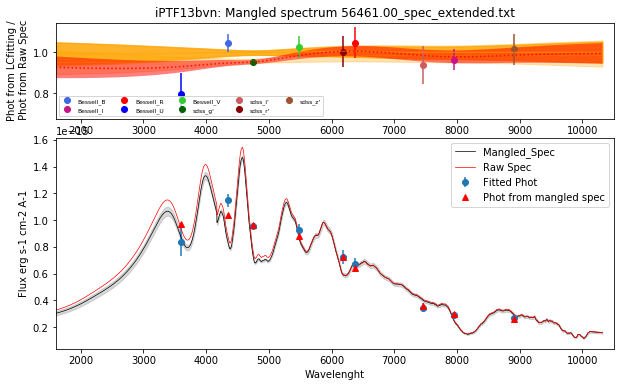 iPTF13bvn: Mangled spectrum 56461.00_spec_extended.txt
Phot from LCfitting /
Phot from Raw Spec
1.0
0.8
Bessell_B
Bessell_I
Bessell_R
Bessell_U
Bessell_V
sdss_g'
sdss_i'
sdss_r'
sdss_z'
2000 3000 4000 5000 6000 7000 8000 9000 10000
Flux erg s-1 cm-2 A-1
1.6
1.4
1.2
1.0
0.8
0.6
0.4
0.2
Mangled_Spec
Raw Spec
Fitted Phot
Phot from mangled spec
2000 3000 4000 5000 6000 7000 8000 9000 10000
Wavelenght